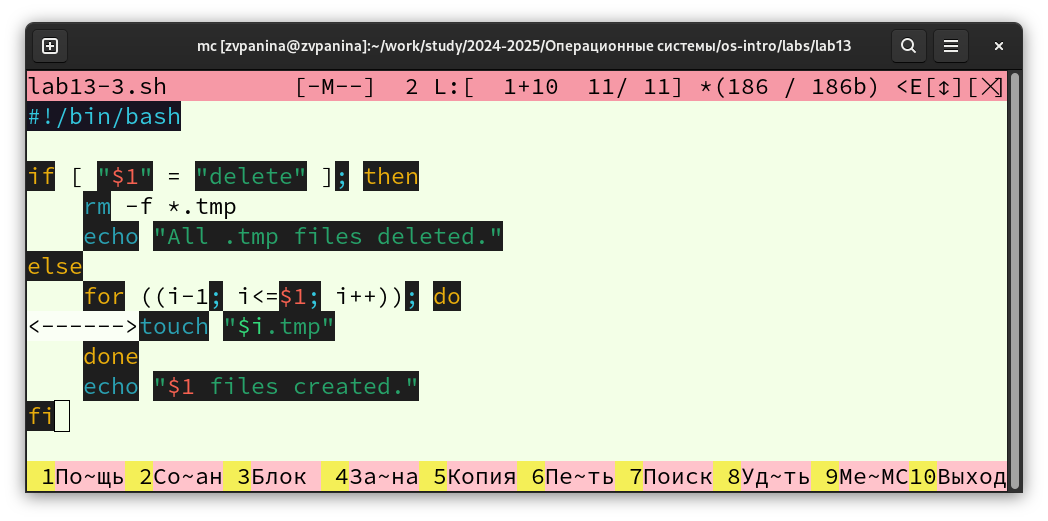 mc [zvpanina@zvpanina]:~/work/study/2024-2025/Операционные системы/os-intro/labs/lab13
lab13-3.sh [-M--] 2 L:[ 1+10 11/ 11] *(186 / 186b) <E[↕][X]
#!/bin/bash
if [ "$1" = "delete" ]; then
rm -f *.tmp
echo "All .tmp files deleted."
else
for ((i-1; i<=$1; i++)); do
<------>touch "$i.tmp"
done
echo "$1 files created."
fi
1По~щь 2Со~ан 3Блок 4За~на 5Копия 6Пе~ть 7Поиск 8Уд~ть 9Ме~МС10Выход